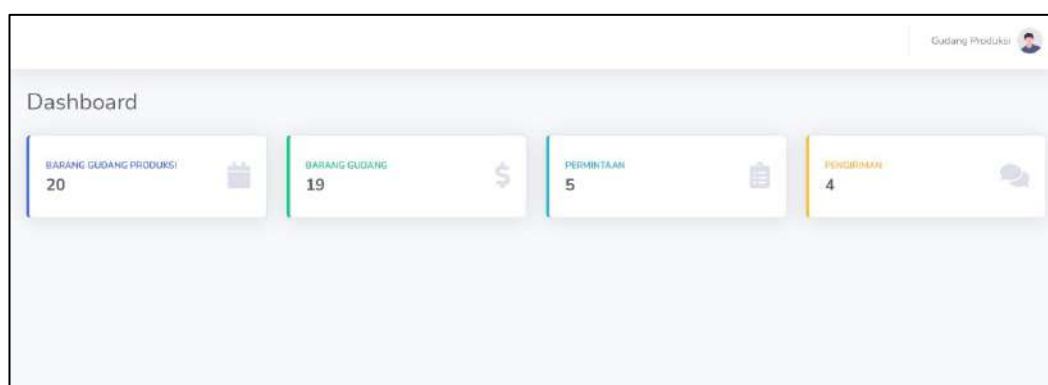 Gudang Produksi
Dashboard
BARANG GUDANG PRODUKSI
20
BARANG GUDANG
19
PERMINTAAN
5
PENGIRIMAN
4